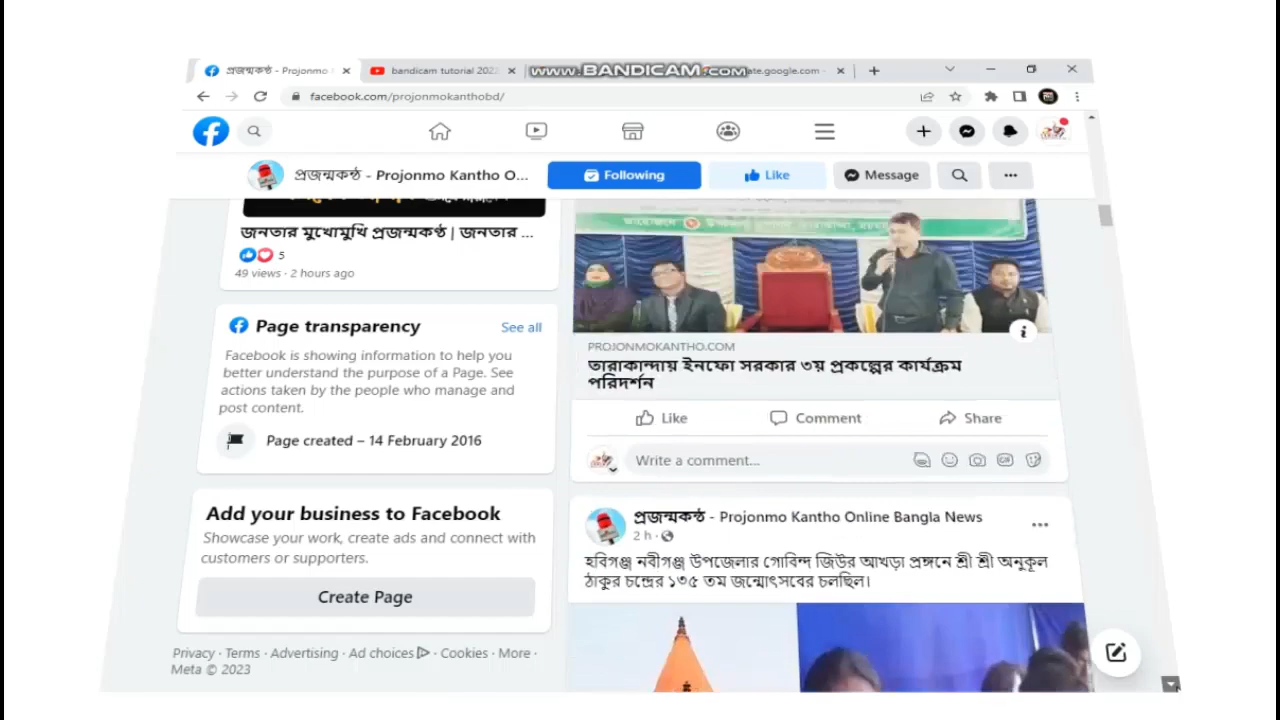 প্রজন্মকণ্ঠ - Projonmo
bandicam tutorial 202
www.BANDICAM.com
ate.google.com -
facebook.com/projonmokanthobd/
প্রজন্মকণ্ঠ - Projonmo Kantho O...
Following
Like
Message
জনতার মুখোমুখি প্রজন্মকণ্ঠ | জনতার ...
5
49 views · 2 hours ago
Page transparency
See all
Facebook is showing information to help you
better understand the purpose of a Page. See
actions taken by the people who manage and
post content.
Page created – 14 February 2016
Add your business to Facebook
Showcase your work, create ads and connect with
customers or supporters.
Create Page
Privacy · Terms · Advertising · Ad choices · Cookies · More ·
Meta © 2023
PROJONMOKANTHO.COM
তারাকান্দায় ইনফো সরকার ৩য় প্রকল্পের কার্যক্রম
পরিদর্শন
Like
Comment
Share
Write a comment...
GIF
প্রজন্মকণ্ঠ - Projonmo Kantho Online Bangla News
2 h ·
হবিগঞ্জ নবীগঞ্জ উপজেলার গোবিন্দ জিউর আখড়া প্রঙ্গনে শ্রী শ্রী অনুকূল
ঠাকুর চন্দ্রের ১৩৫ তম জন্মোৎসবের চলছিল।